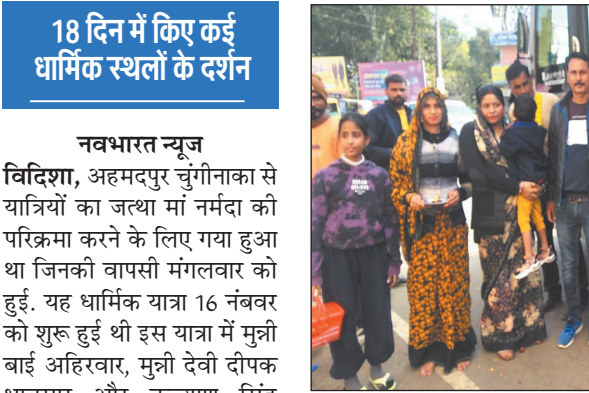 18 दिन में किए कई
धार्मिक स्थलों के दर्शन
नवभारत न्यूज
विदिशा, अहमदपुर चुंगीनाका से
यात्रियों का जत्था मां नर्मदा की
परिक्रमा करने के लिए गया हुआ
था जिनकी वापसी मंगलवार को
हुई. यह धार्मिक यात्रा 16 नंबवर
को शुरू हुई थी इस यात्रा में मुन्नी
बाई अहिरवार, मुन्नी देवी दीपक